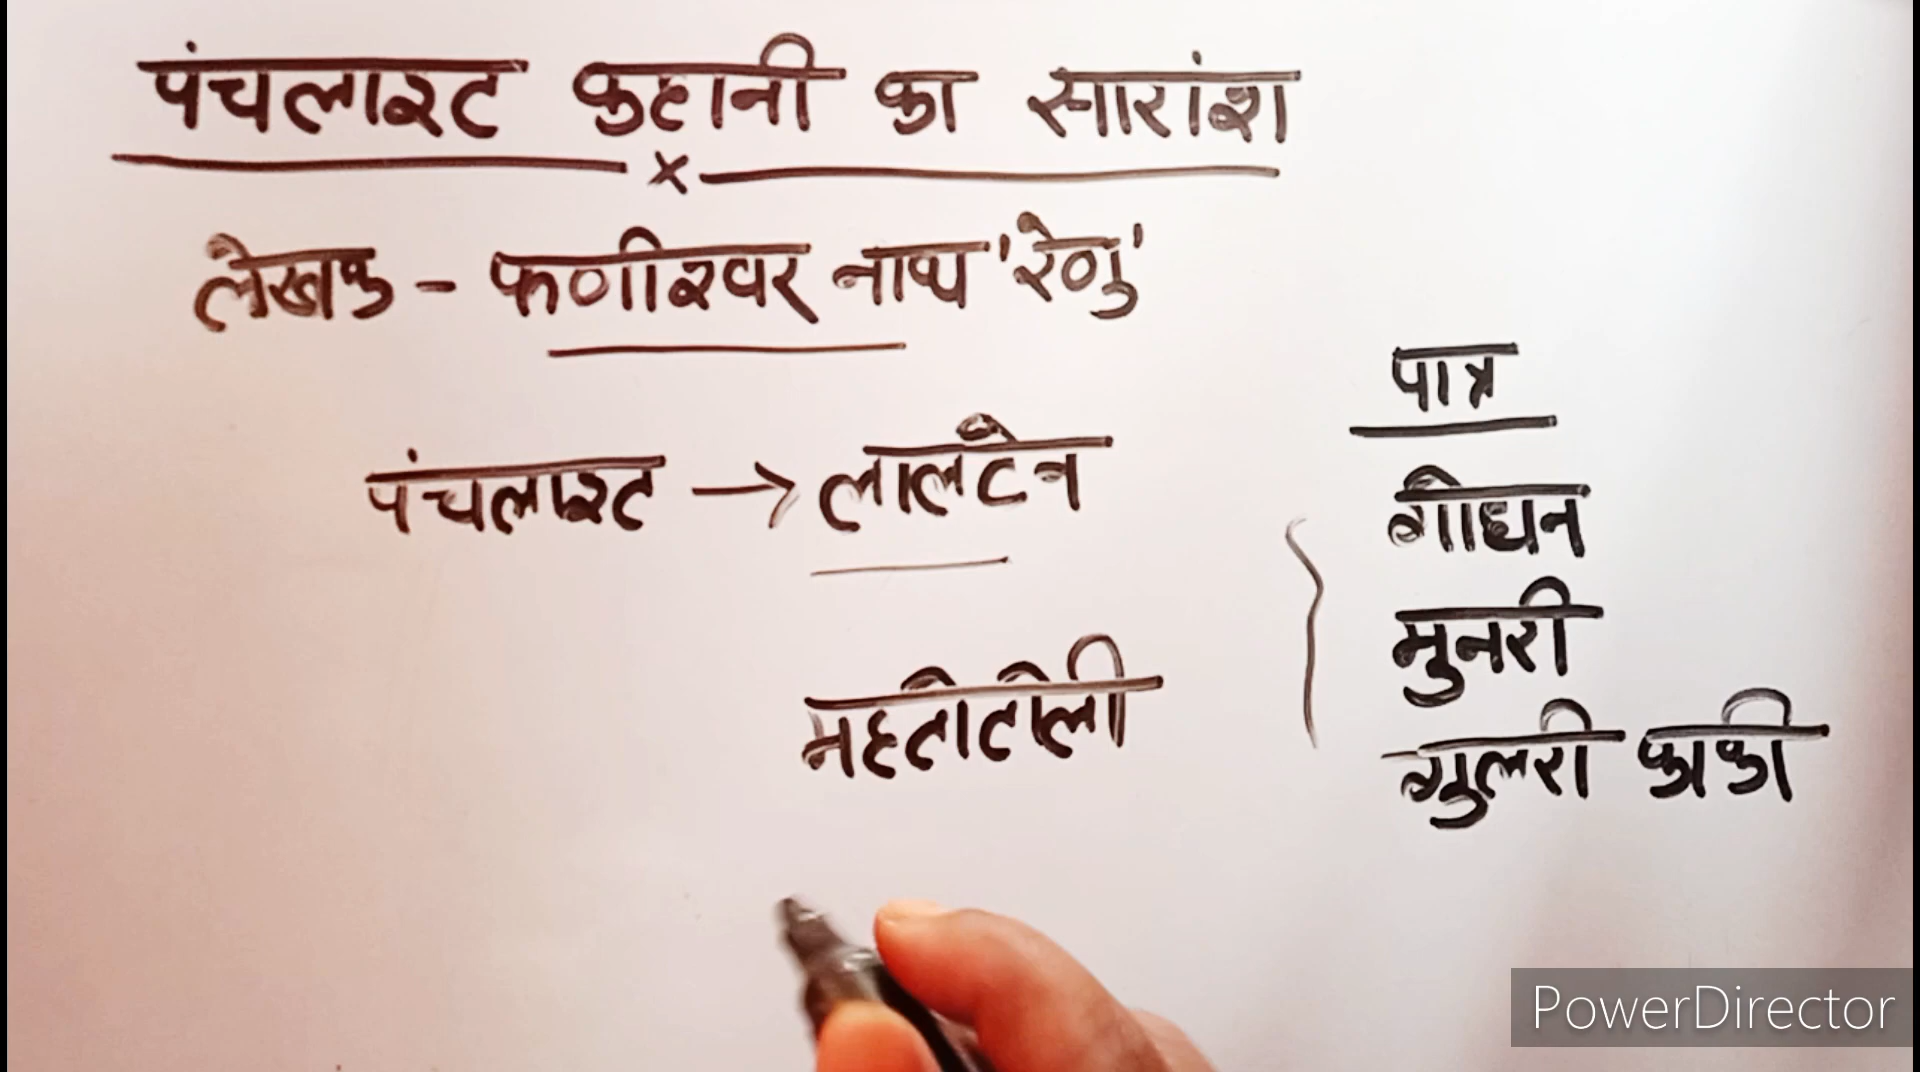 पंचलाइट कहानी का सारांश
x
लेखक - फणीश्वर नाथ 'रेणु'
पात्र
पंचलाइट → लालटेन
गोधन
मुनरी
महतोटोली
गुलरी काकी
PowerDirector